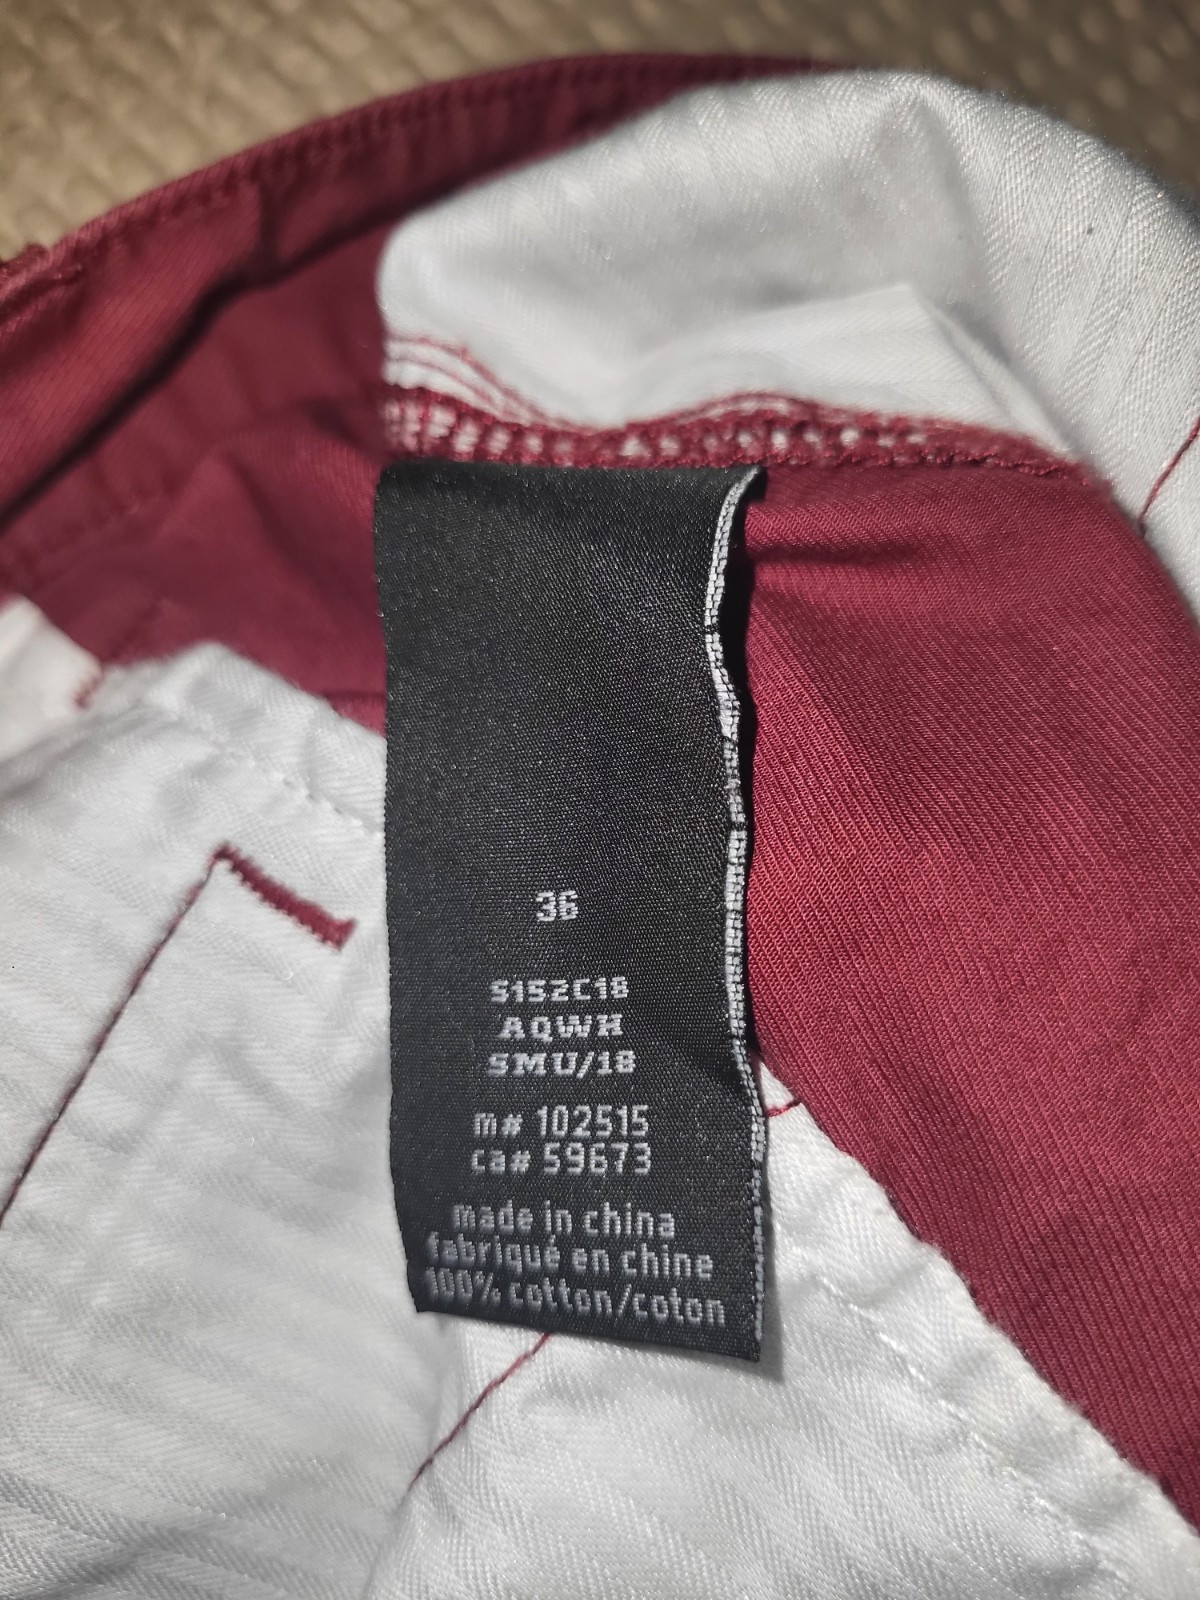 36
S152C18
AQWH
SMU/18
m# 102515
ca# 59673
made in china
fabriqué en chine
100% cotton/coton